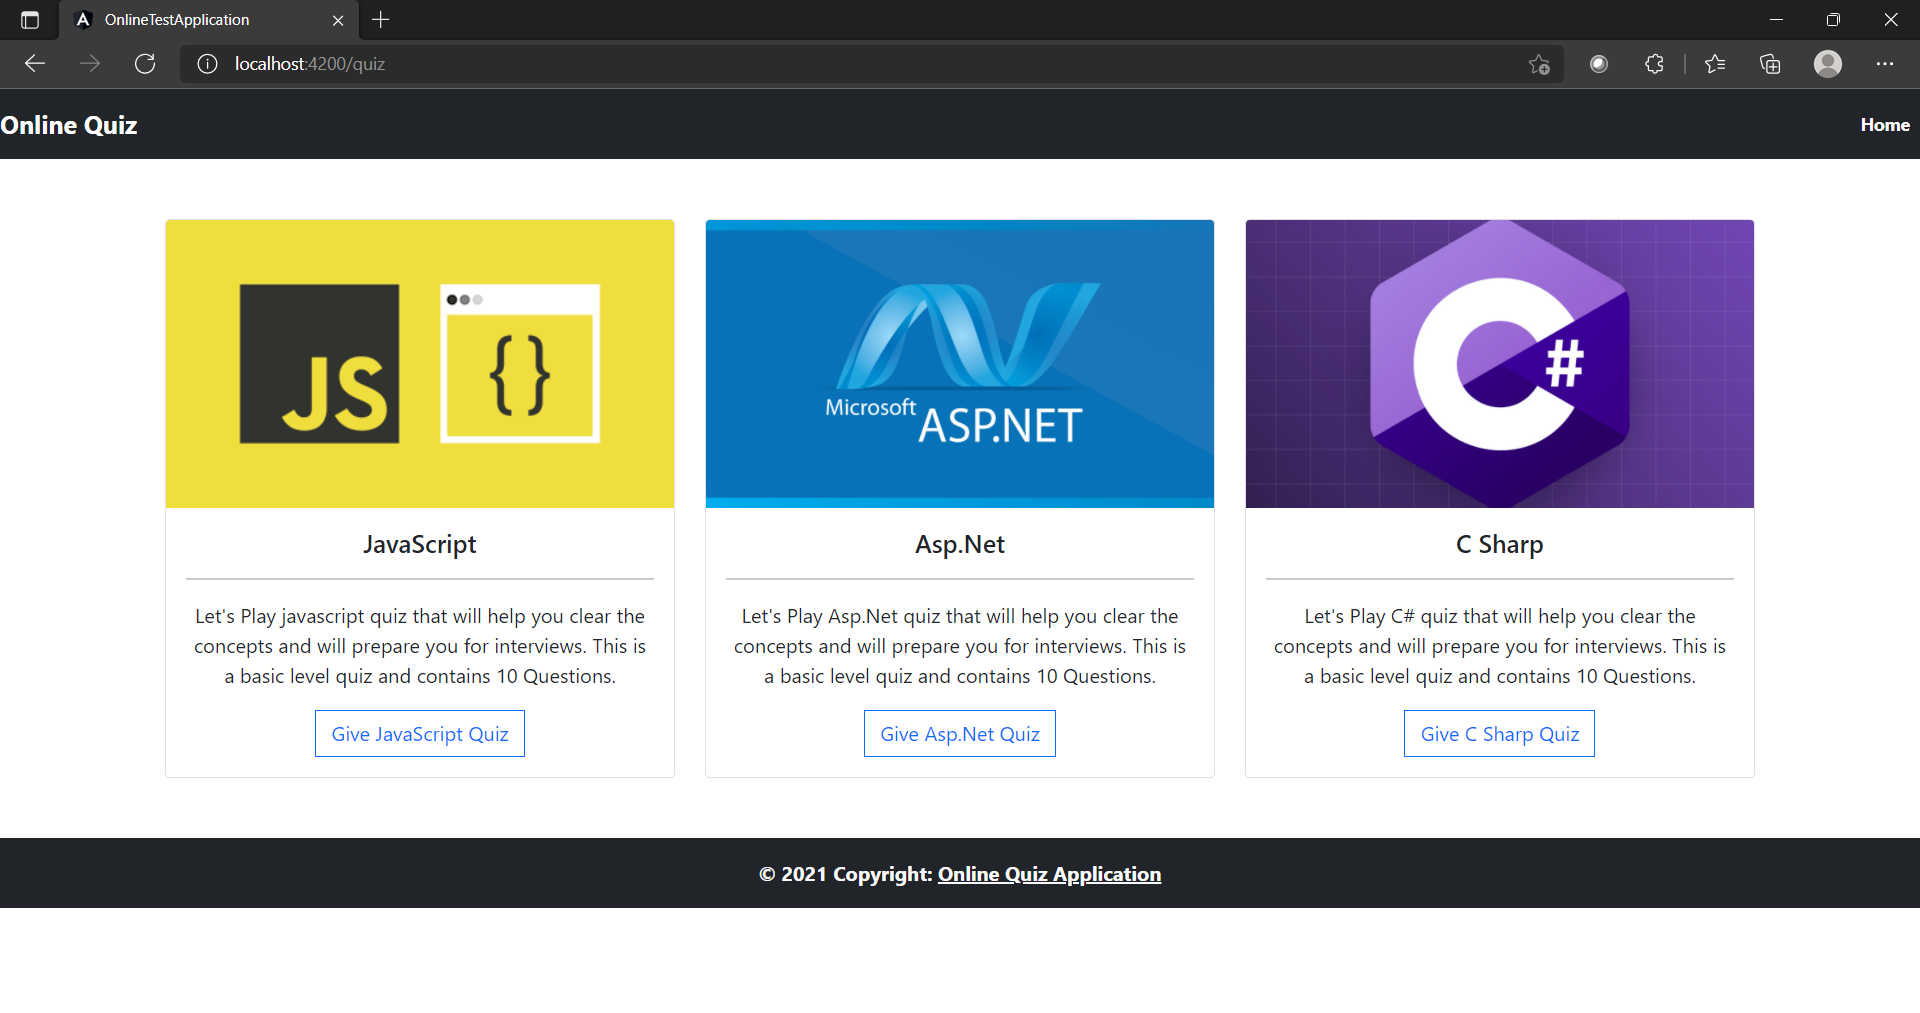 OnlineTestApplication
localhost:4200/quiz
Online Quiz
Home
JS
{}
Microsoft
ASP.NET
C#
JavaScript
Let's Play javascript quiz that will help you clear the
concepts and will prepare you for interviews. This is
a basic level quiz and contains 10 Questions.
Give JavaScript Quiz
Asp.Net
Let's Play Asp.Net quiz that will help you clear the
concepts and will prepare you for interviews. This is
a basic level quiz and contains 10 Questions.
Give Asp.Net Quiz
C Sharp
Let's Play C# quiz that will help you clear the
concepts and will prepare you for interviews. This is
a basic level quiz and contains 10 Questions.
Give C Sharp Quiz
© 2021 Copyright: Online Quiz Application